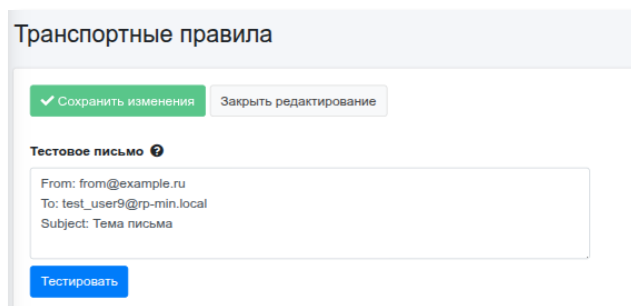 Транспортные правила
Сохранить изменения Закрыть редактирование
Тестовое письмо
From: from@example.ru
To: test_user9@rp-min.local
Subject: Тема письма
Тестировать